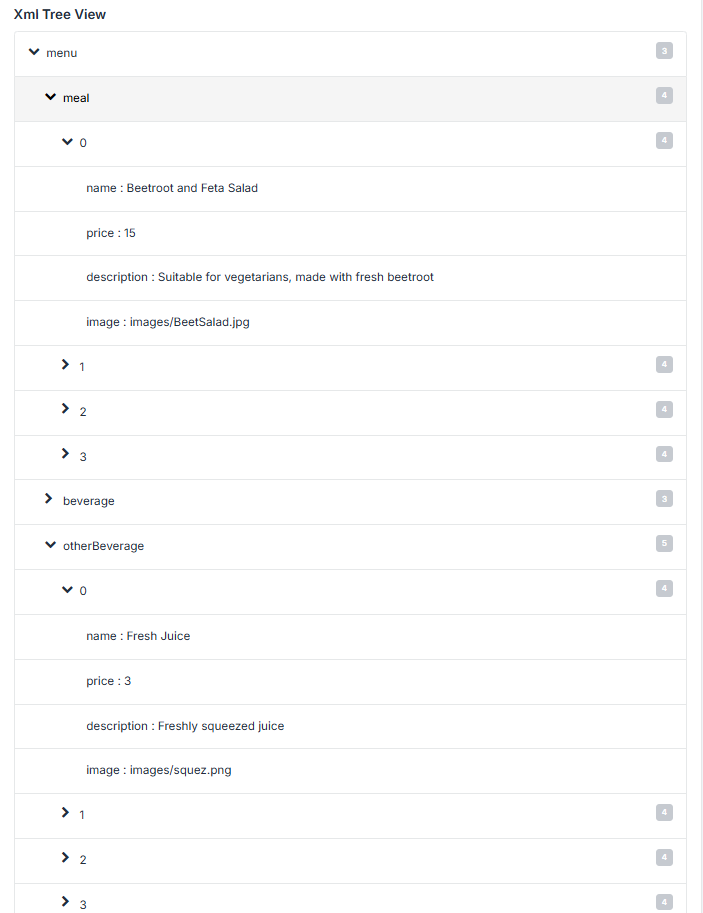 Xml Tree View
menu 3
meal 4
0 4
name : Beetroot and Feta Salad
price : 15
description : Suitable for vegetarians, made with fresh beetroot
image : images/BeetSalad.jpg
1 4
2 4
3 4
beverage 3
otherBeverage 5
0 4
name : Fresh Juice
price : 3
description : Freshly squeezed juice
image : images/squez.png
1 4
2 4
3 4